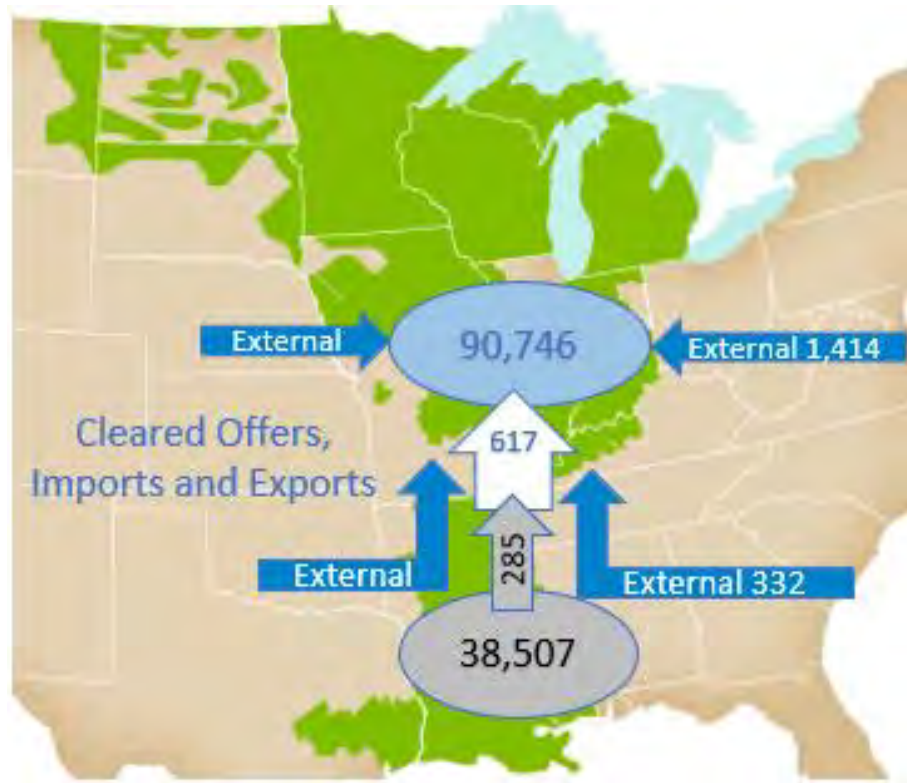 External
90,746
External 1,414
Cleared Offers,
Imports and Exports
617
285
External
External 332
38,507